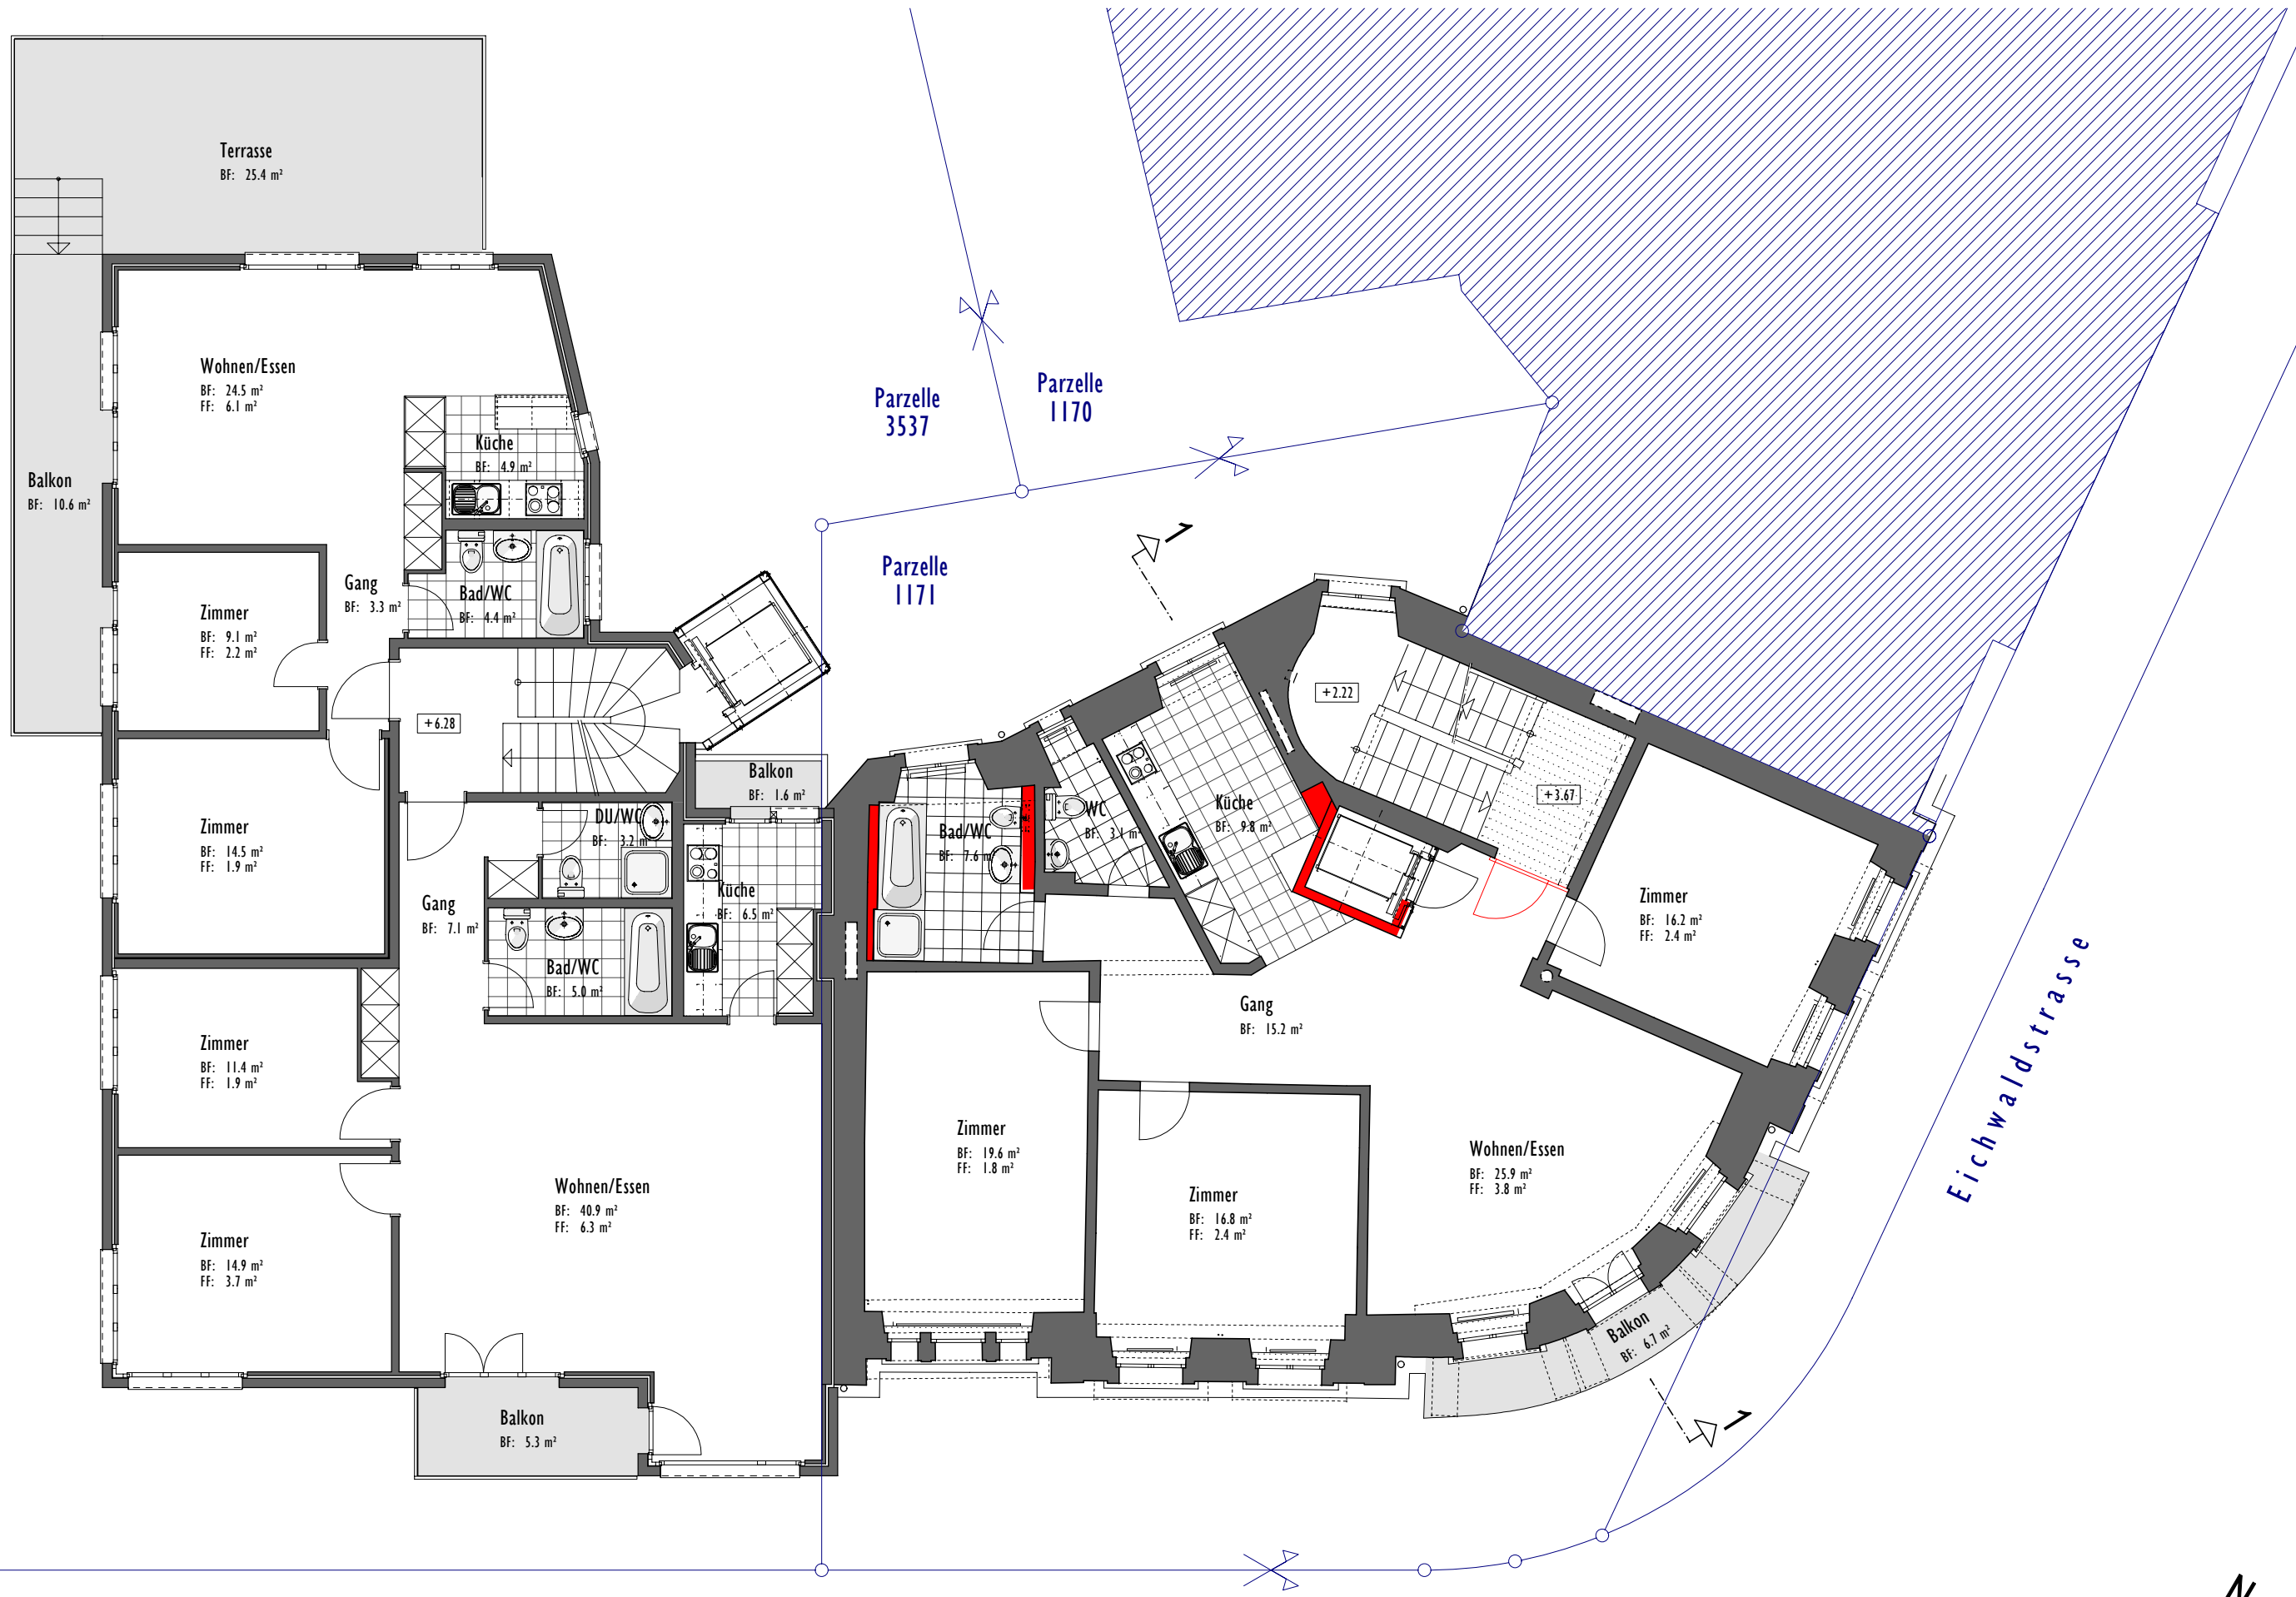 Terrasse
BF: 25.4 m²
Wohnen/Essen
BF: 24.5 m²
FF: 6.1 m²
Küche
BF: 4.9 m²
Balkon
BF: 10.6 m²
Gang
BF: 3.3 m²
Bad/WC
BF: 4.4 m²
Zimmer
BF: 9.1 m²
FF: 2.2 m²
+6.28
Zimmer
BF: 14.5 m²
FF: 1.9 m²
DU/WC
BF: 3.2 m²
Balkon
BF: 1.6 m²
Küche
BF: 6.5 m²
Gang
BF: 7.1 m²
Bad/WC
BF: 5.0 m²
Zimmer
BF: 11.4 m²
FF: 1.9 m²
Zimmer
BF: 14.9 m²
FF: 3.7 m²
Wohnen/Essen
BF: 40.9 m²
FF: 6.3 m²
Balkon
BF: 5.3 m²
Parzelle
3537
Parzelle
1170
Parzelle
1171
1
+2.22
+3.67
Bad/WC
BF: 7.6 m
WC
BF: 3.1 m²
Küche
BF: 9.8 m²
Zimmer
BF: 16.2 m²
FF: 2.4 m²
Gang
BF: 15.2 m²
Zimmer
BF: 19.6 m²
FF: 1.8 m²
Zimmer
BF: 16.8 m²
FF: 2.4 m²
Wohnen/Essen
BF: 25.9 m²
FF: 3.8 m²
Balkon
BF: 6.7 m²
1
Eichwaldstrasse
N